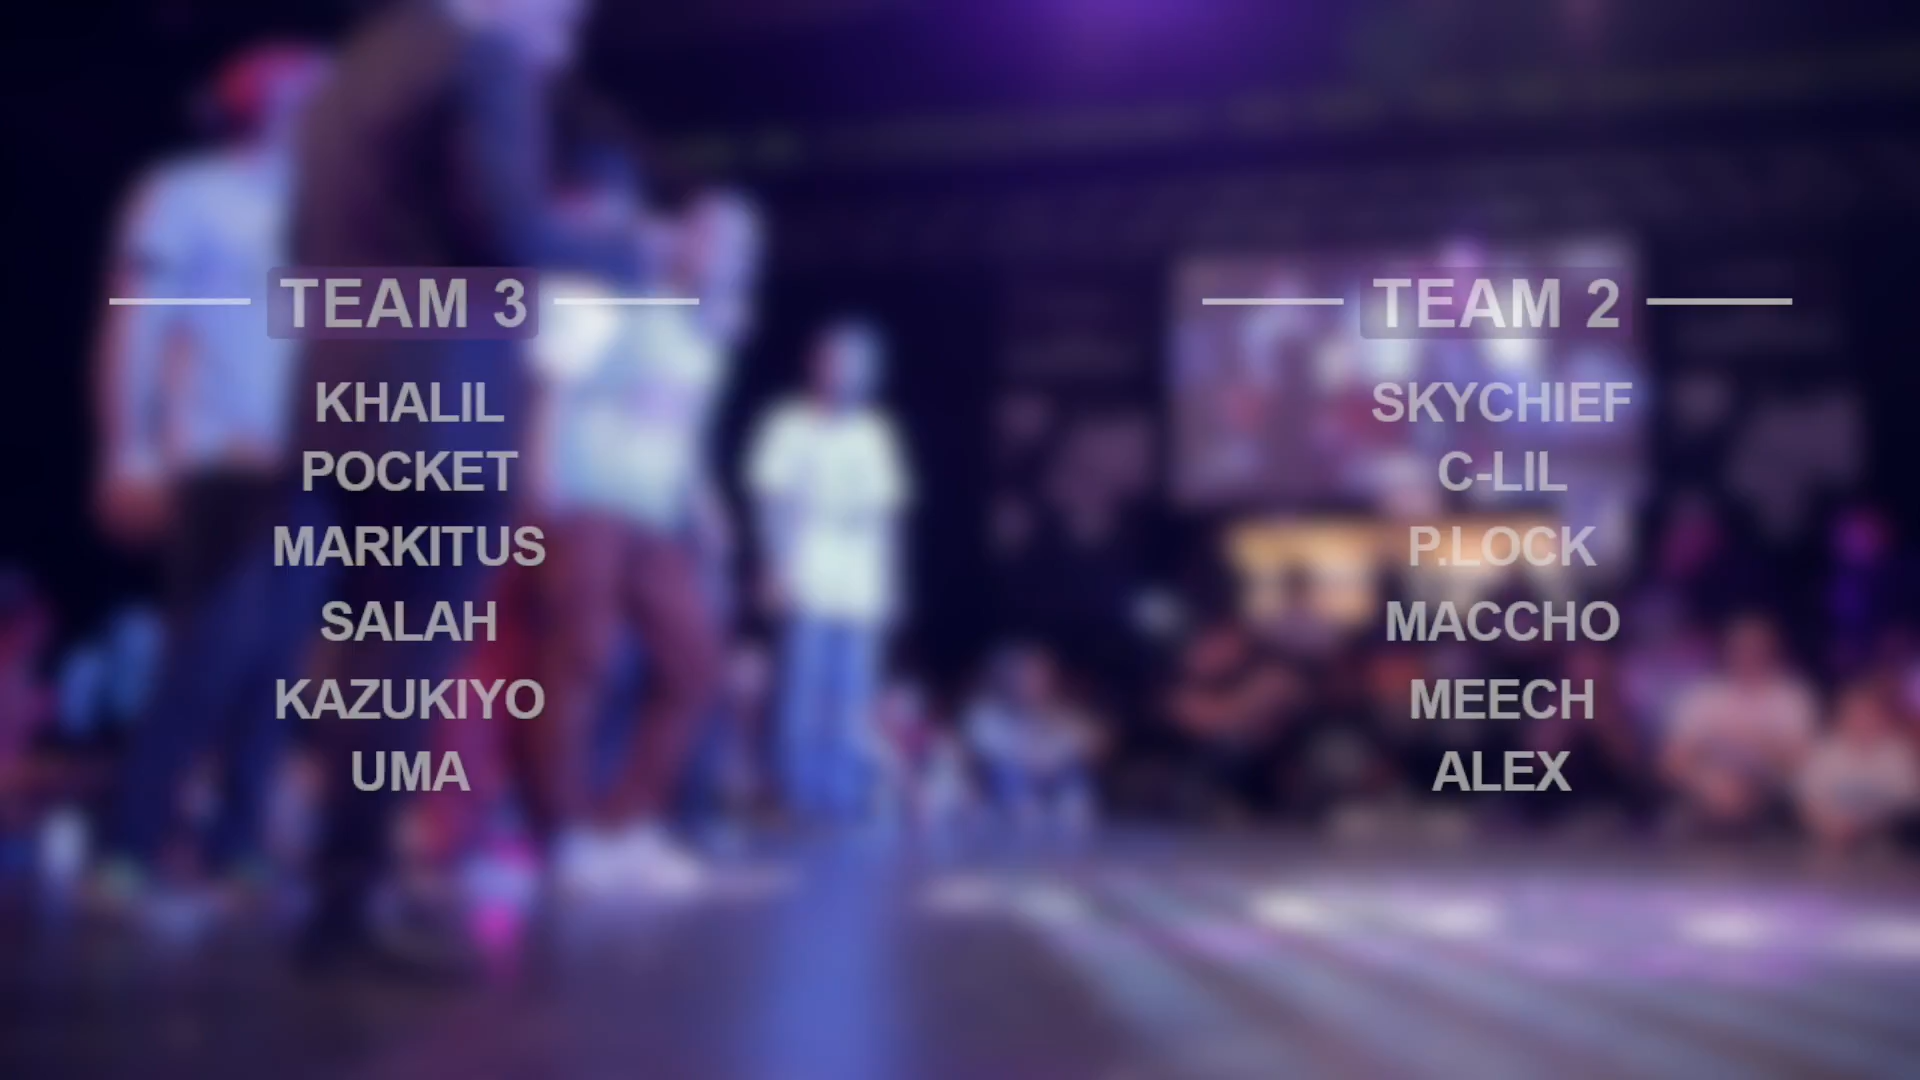 TEAM 3
KHALIL
POCKET
MARKITUS
SALAH
KAZUKIYO
UMA
TEAM 2
SKYCHIEF
C-LIL
P.LOCK
MACCHO
MEECH
ALEX